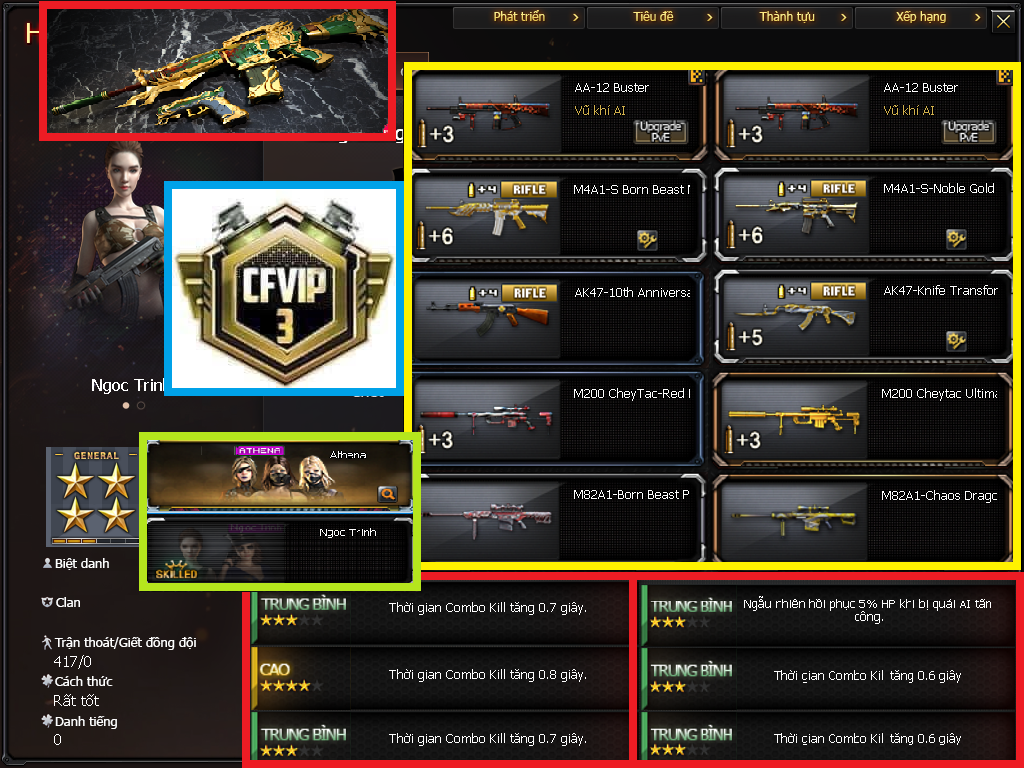 H
Phát triển
Tiêu đề
Thành tựu
Xếp hạng
AA-12 Buster
Vũ khí AI
Upgrade
PvE
+3
AA-12 Buster
Vũ khí AI
Upgrade
PvE
+3
+4 RIFLE
M4A1-S Born Beast
+6
+4 RIFLE
M4A1-S-Noble Gold
+6
+4 RIFLE
AK47-10th Annivers
+4 RIFLE
AK47-Knife Transfor
+5
M200 CheyTac-Red
+3
M200 Cheytac Ultima
+3
M82A1-Born Beast P
M82A1-Chaos Drago
CFVIP
3
Ngoc Trin
GENERAL
ATHENA
Athena
Ngoc Trinh
Ngoc Trinh
SKILLED
Biệt danh
Clan
Trận thoát/Giết đồng đội
417/0
Cách thức
Rất tốt
Danh tiếng
0
TRUNG BÌNH
Thời gian Combo Kill tăng 0.7 giây.
TRUNG BÌNH
Ngẫu nhiên hồi phục 5% HP khi bị quái AI tấn
công.
CAO
Thời gian Combo Kill tăng 0.8 giây.
TRUNG BÌNH
Thời gian Combo Kill tăng 0.6 giây
TRUNG BÌNH
Thời gian Combo Kill tăng 0.7 giây.
TRUNG BÌNH
Thời gian Combo Kill tăng 0.6 giây